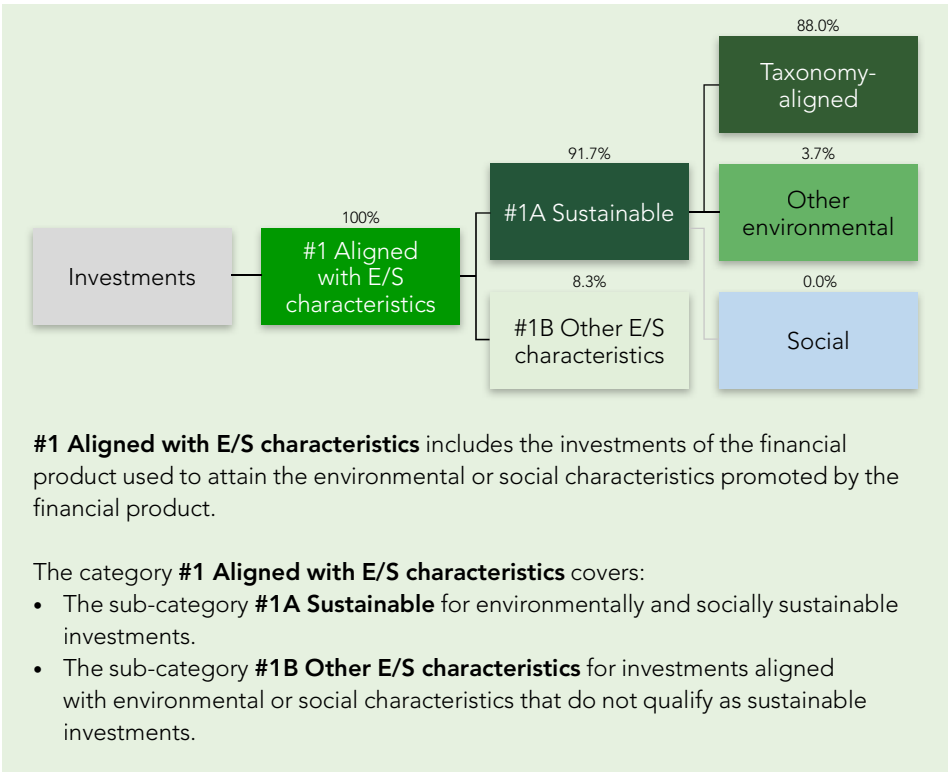 88.0%
Taxonomy-
aligned
91.7%
3.7%
#1A Sustainable
Other
environmental
100%
Investments
#1 Aligned
with E/S
characteristics
8.3%
0.0%
#1B Other E/S
characteristics
Social
#1 Aligned with E/S characteristics includes the investments of the financial
product used to attain the environmental or social characteristics promoted by the
financial product.
The category #1 Aligned with E/S characteristics covers:
• The sub-category #1A Sustainable for environmentally and socially sustainable
investments.
• The sub-category #1B Other E/S characteristics for investments aligned
with environmental or social characteristics that do not qualify as sustainable
investments.